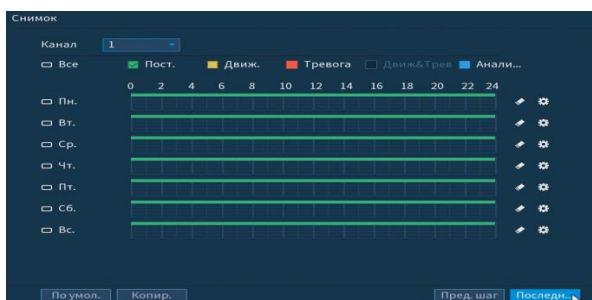 Снимок
Канал 1
Все Пост. Движ. Тревога Движ&Трев Анали...
0 2 4 6 8 10 12 14 16 18 20 22 24
Пн.
Вт.
Ср.
Чт.
Пт.
Сб.
Вс.
По умол. Копир. Пред. шаг Последн..